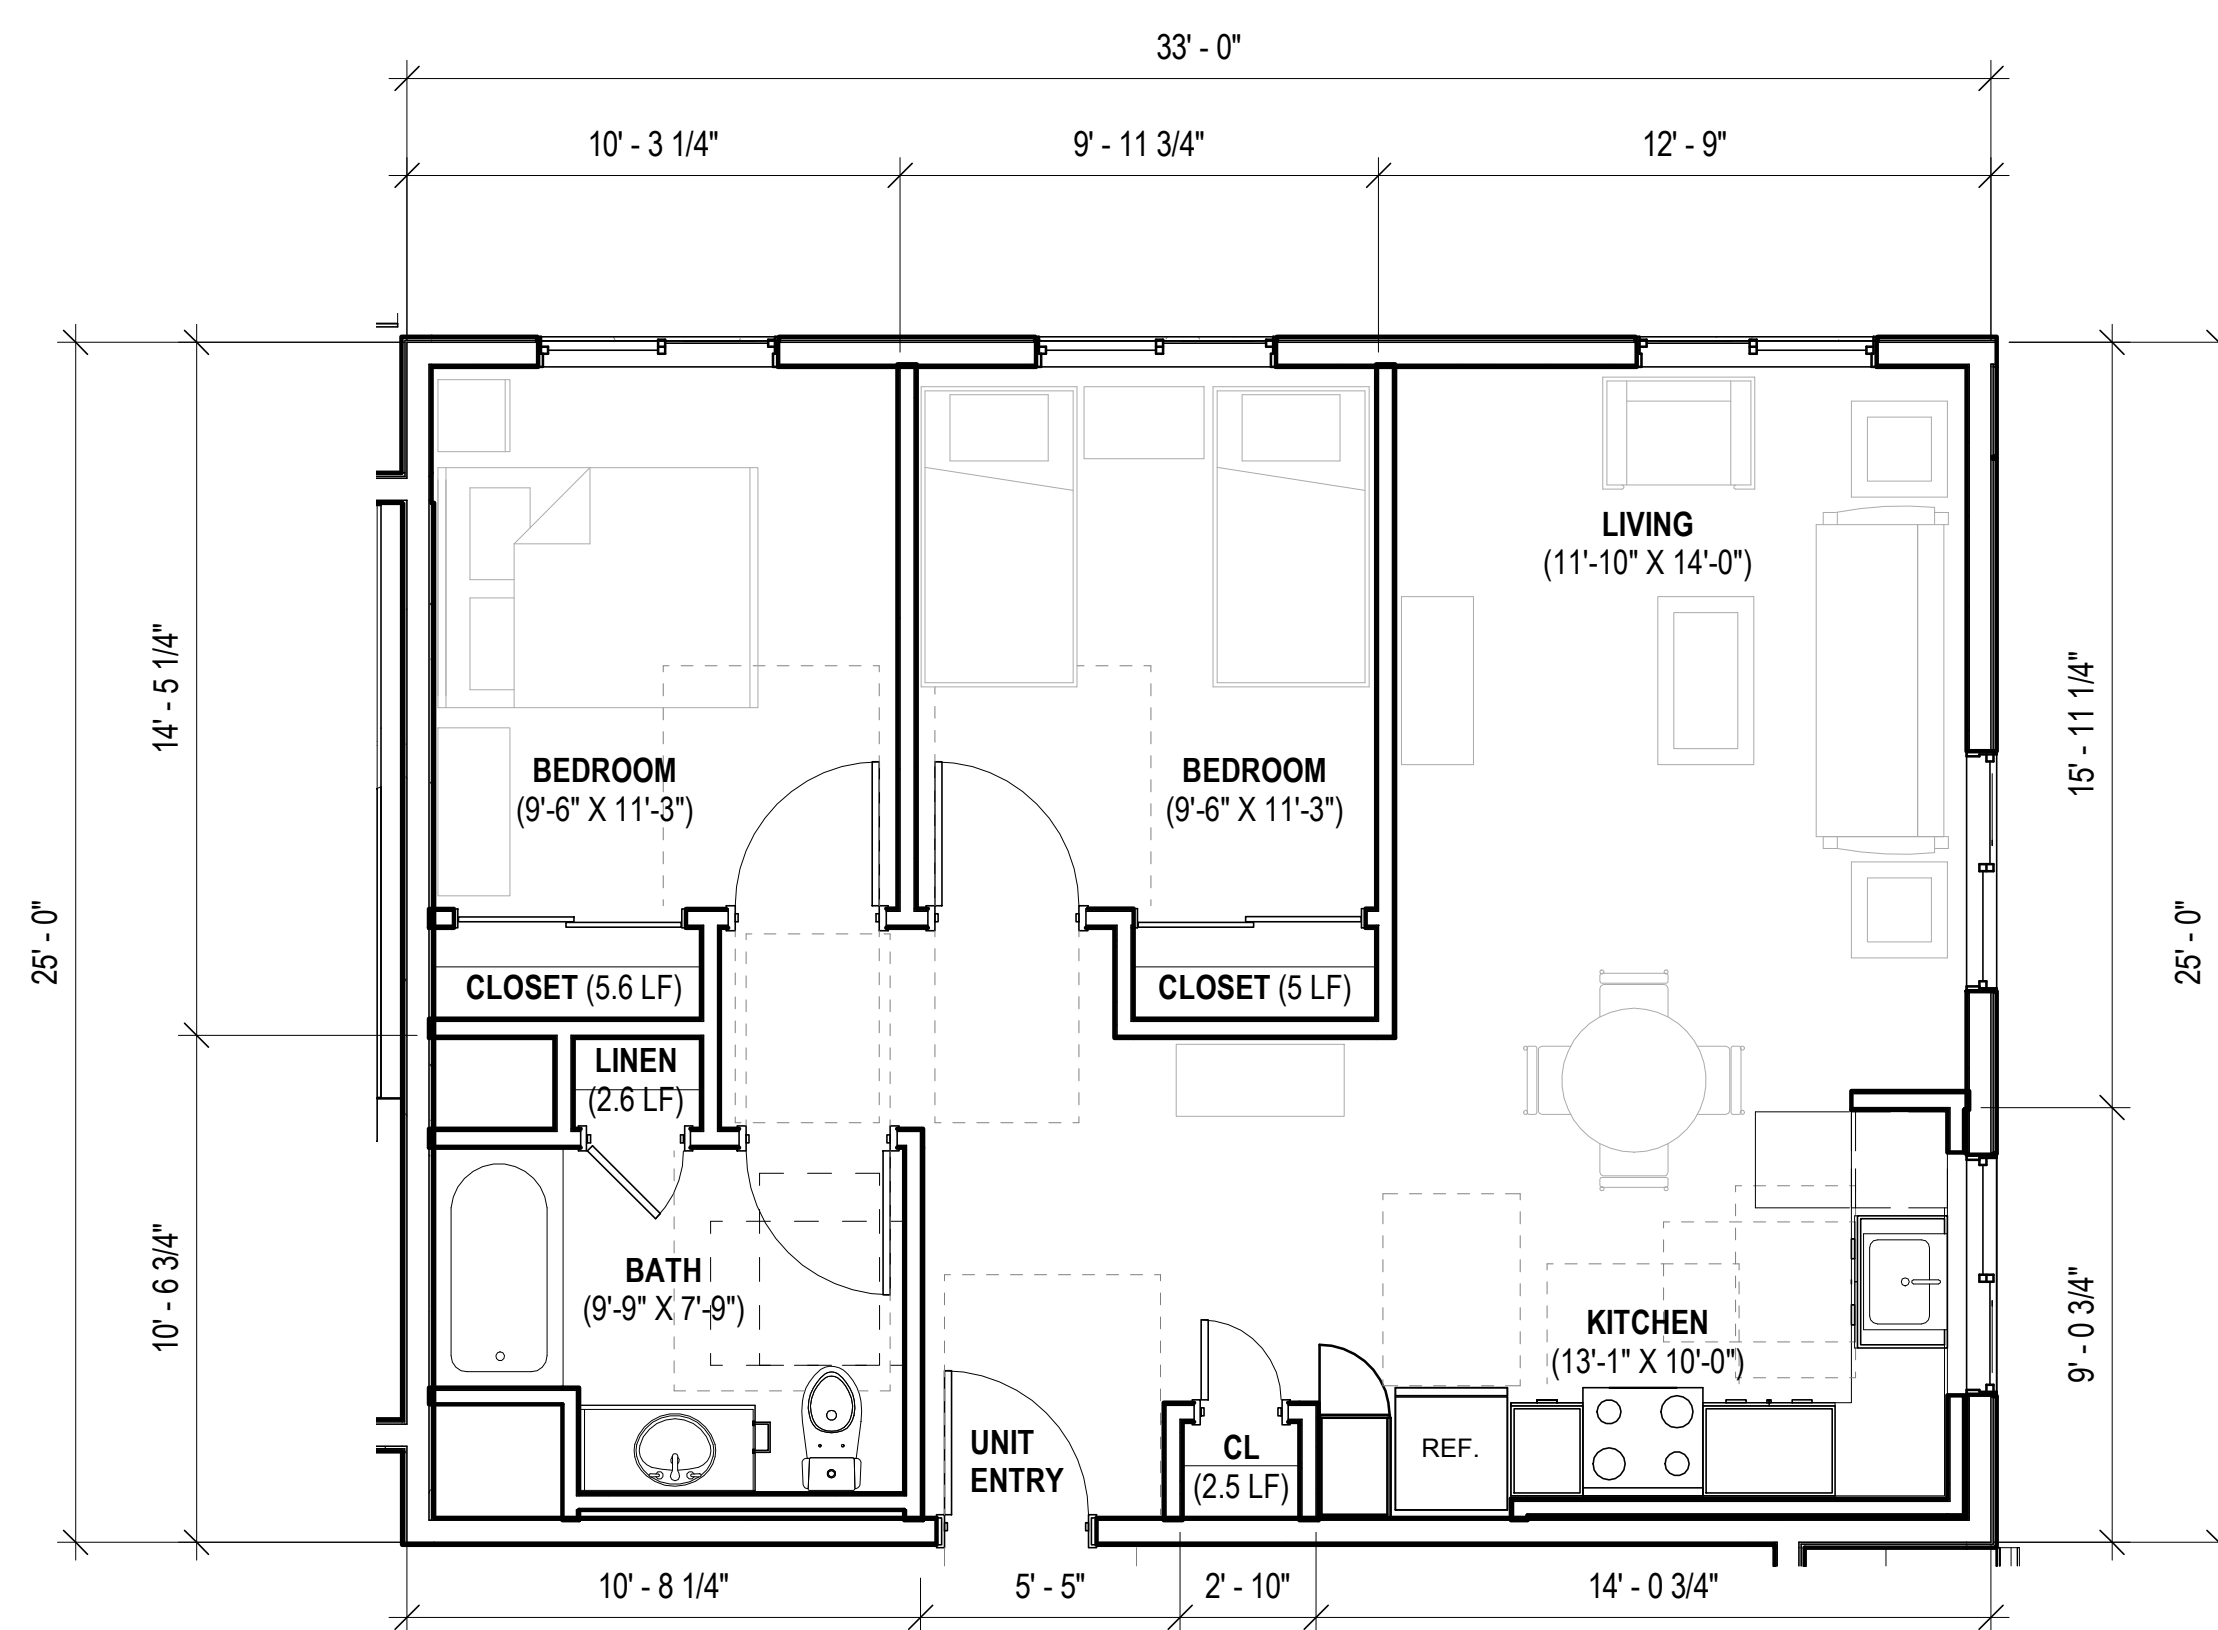 33' - 0"
10' - 3 1/4"
9' - 11 3/4"
12' - 9"
25' - 0"
14' - 5 1/4"
10' - 6 3/4"
LIVING
(11'-10" X 14'-0")
BEDROOM
(9'-6" X 11'-3")
BEDROOM
(9'-6" X 11'-3")
15' - 11 1/4"
25' - 0"
9' - 0 3/4"
CLOSET (5.6 LF)
CLOSET (5 LF)
LINEN
(2.6 LF)
BATH
(9'-9" X 7'-9")
KITCHEN
(13'-1" X 10'-0")
UNIT
ENTRY
CL
(2.5 LF)
REF.
10' - 8 1/4"
5' - 5"
2' - 10"
14' - 0 3/4"